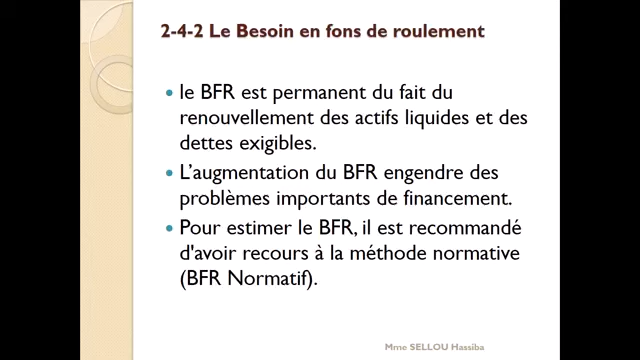 2-4-2 Le Besoin en fons de roulement
le BFR est permanent du fait du
renouvellement des actifs liquides et des
dettes exigibles.
L'augmentation du BFR engendre des
problèmes importants de financement.
Pour estimer le BFR, il est recommandé
d'avoir recours à la méthode normative
(BFR Normatif).
Mme SELLOU Hassiba